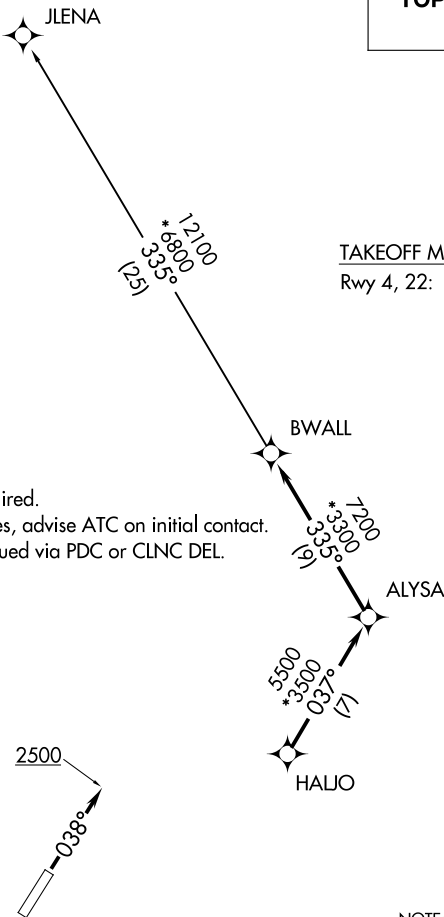 TOP
JLENA
12100
*6800
335°
(25)
TAKEOFF M
Rwy 4, 22:
BWALL
ired.
es, advise ATC on initial contact.
ued via PDC or CLNC DEL.
7200
*3300
335°
(9)
ALYSA
5500
*3500
037°
(7)
2500
HALJO
038°
NOTE